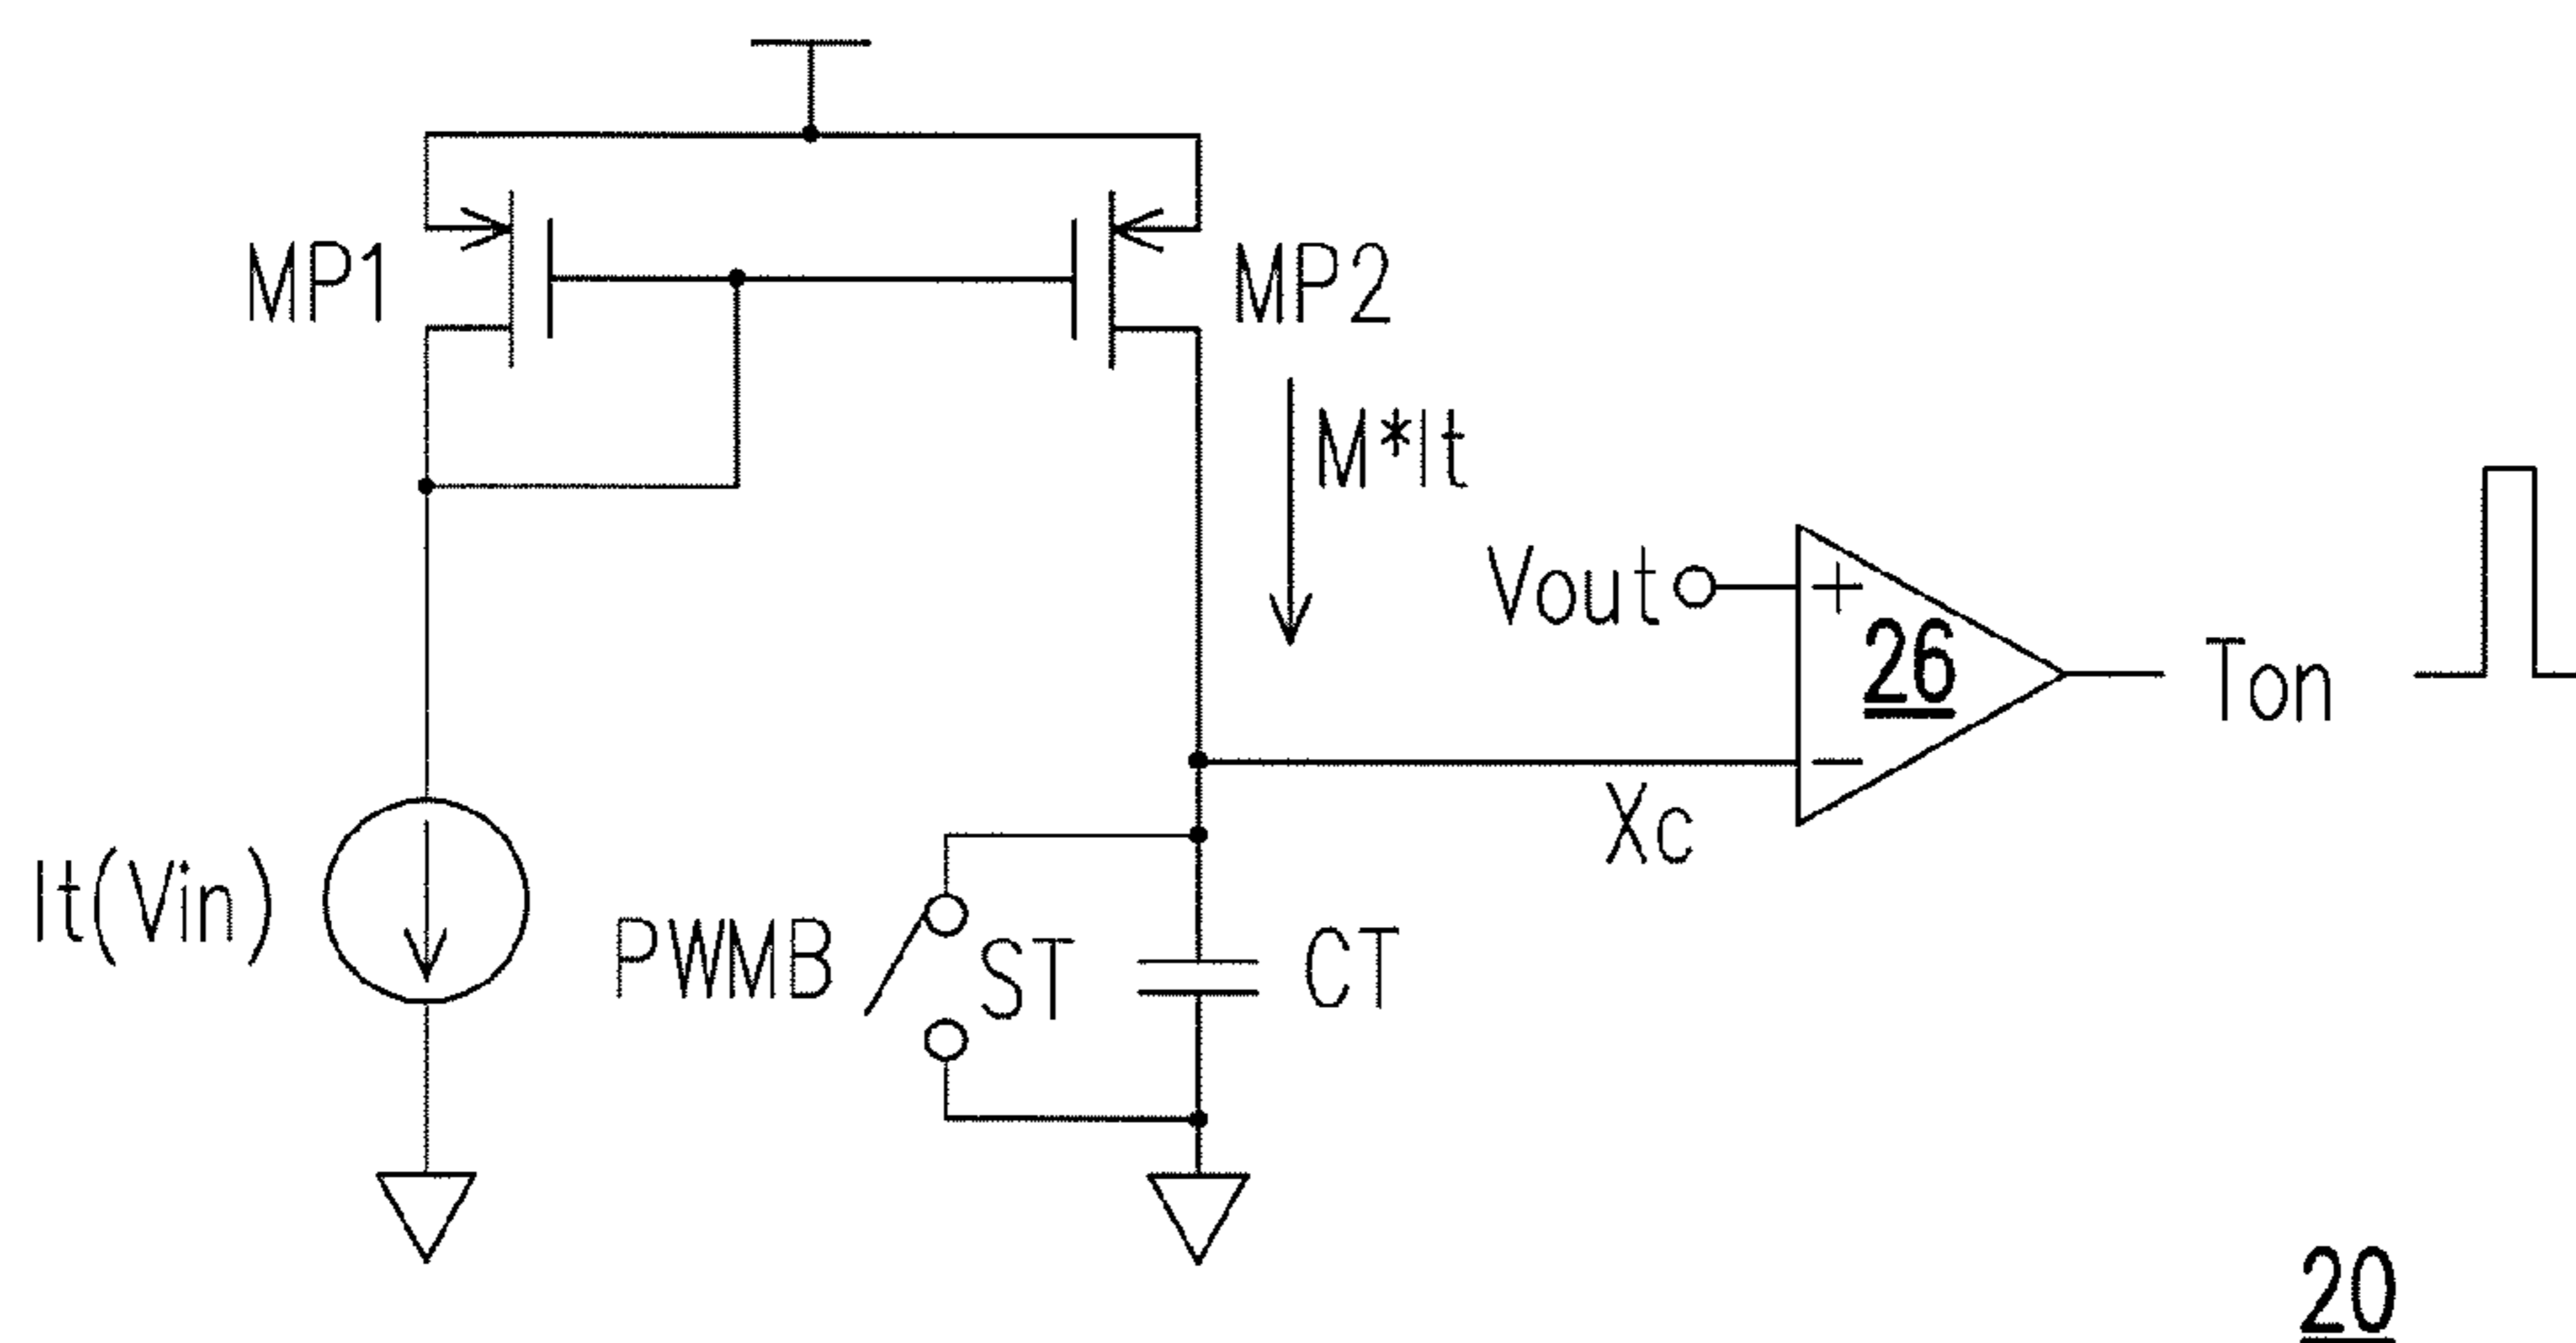 MP1
MP2
M*It
Vout
+
26
Ton
−
Xc
It(Vin)
PWMB
ST
CT
20